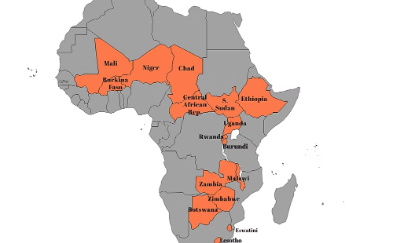 Mali
Niger
Chad
Burkina
Faso
Central
African
Rep.
S.
Sudan
Ethiopia
Uganda
Rwanda
Burundi
Malawi
Zambia
Zimbabwe
Botswana
Eswatini
Lesotho